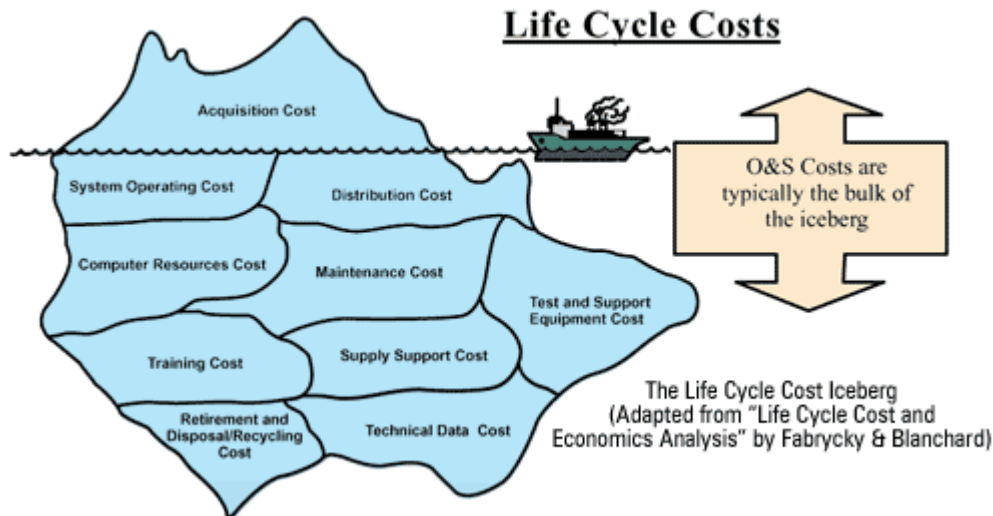 Life Cycle Costs
Acquisition Cost
System Operating Cost
Distribution Cost
O&S Costs are
typically the bulk of
the iceberg
Computer Resources Cost
Maintenance Cost
Test and Support
Equipment Cost
Training Cost
Supply Support Cost
Retirement and
Disposal/Recycling
Cost
Technical Data Cost
The Life Cycle Cost Iceberg
(Adapted from “Life Cycle Cost and
Economics Analysis” by Fabrycky & Blanchard)